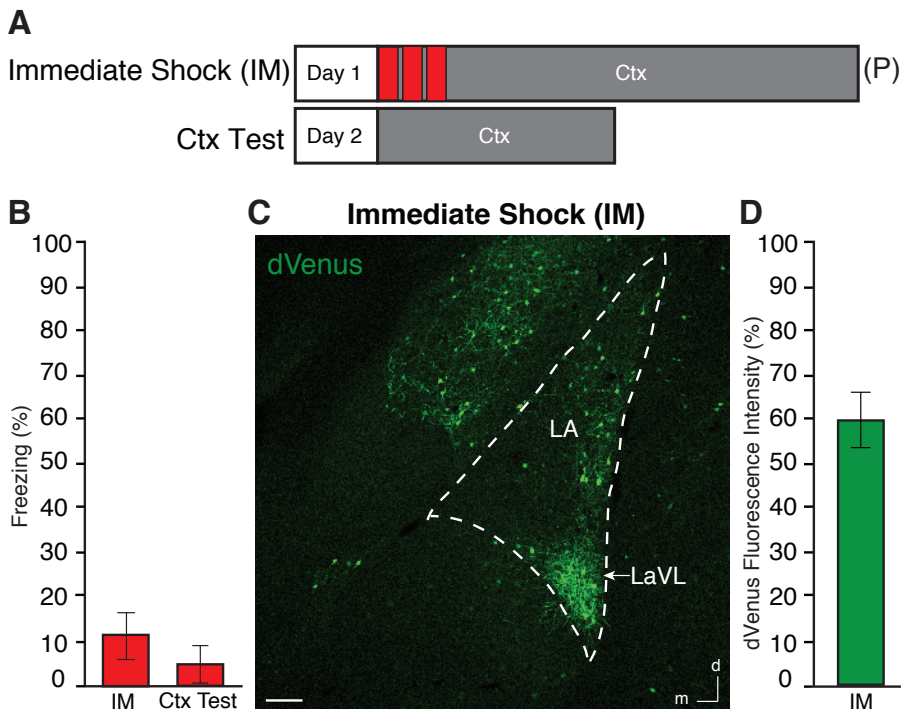 A
Immediate Shock (IM) Day 1 Ctx (P)
Ctx Test Day 2 Ctx
B
Freezing (%)
100
90
80
70
60
50
40
30
20
10
0
IM Ctx Test
C Immediate Shock (IM)
dVenus
LA
LaVL
d
m
D
dVenus Fluorescence Intensity (%)
100
90
80
70
60
50
40
30
20
10
0
IM